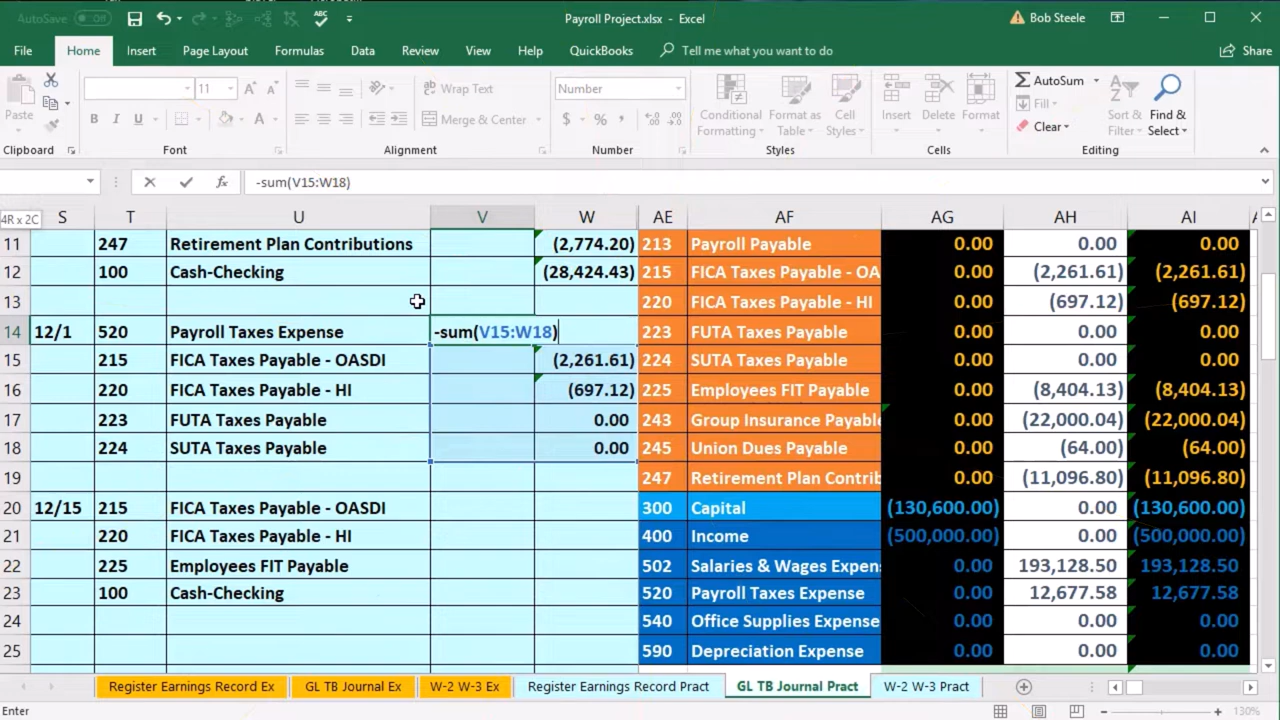 AutoSave Off Payroll Project.xlsx - Excel Bob Steele
File Home Insert Page Layout Formulas Data Review View Help QuickBooks Tell me what you want to do Share
Paste 11 Wrap Text Merge & Center Number Conditional Formatting Format as Table Cell Styles Insert Delete Format AutoSum Fill Clear Sort & Filter Find & Select
Clipboard Font Alignment Number Styles Cells Editing
-sum(V15:W18)
4R x 2C S T U V W AE AF AG AH AI
11 247 Retirement Plan Contributions (2,774.20) 213 Payroll Payable 0.00 0.00 0.00
12 100 Cash-Checking (28,424.43) 215 FICA Taxes Payable - OA 0.00 (2,261.61) (2,261.61)
13 220 FICA Taxes Payable - HI 0.00 (697.12) (697.12)
14 12/1 520 Payroll Taxes Expense -sum(V15:W18) 223 FUTA Taxes Payable 0.00 0.00 0.00
15 215 FICA Taxes Payable - OASDI (2,261.61) 224 SUTA Taxes Payable 0.00 0.00 0.00
16 220 FICA Taxes Payable - HI (697.12) 225 Employees FIT Payable 0.00 (8,404.13) (8,404.13)
17 223 FUTA Taxes Payable 0.00 243 Group Insurance Payable 0.00 (22,000.04) (22,000.04)
18 224 SUTA Taxes Payable 0.00 245 Union Dues Payable 0.00 (64.00) (64.00)
19 247 Retirement Plan Contrib 0.00 (11,096.80) (11,096.80)
20 12/15 215 FICA Taxes Payable - OASDI 300 Capital (130,600.00) 0.00 (130,600.00)
21 220 FICA Taxes Payable - HI 400 Income (500,000.00) 0.00 (500,000.00)
22 225 Employees FIT Payable 502 Salaries & Wages Expen 0.00 193,128.50 193,128.50
23 100 Cash-Checking 520 Payroll Taxes Expense 0.00 12,677.58 12,677.58
24 540 Office Supplies Expense 0.00 0.00 0.00
25 590 Depreciation Expense 0.00 0.00 0.00
Register Earnings Record Ex GL TB Journal Ex W-2 W-3 Ex Register Earnings Record Pract GL TB Journal Pract W-2 W-3 Pract
Enter 130%